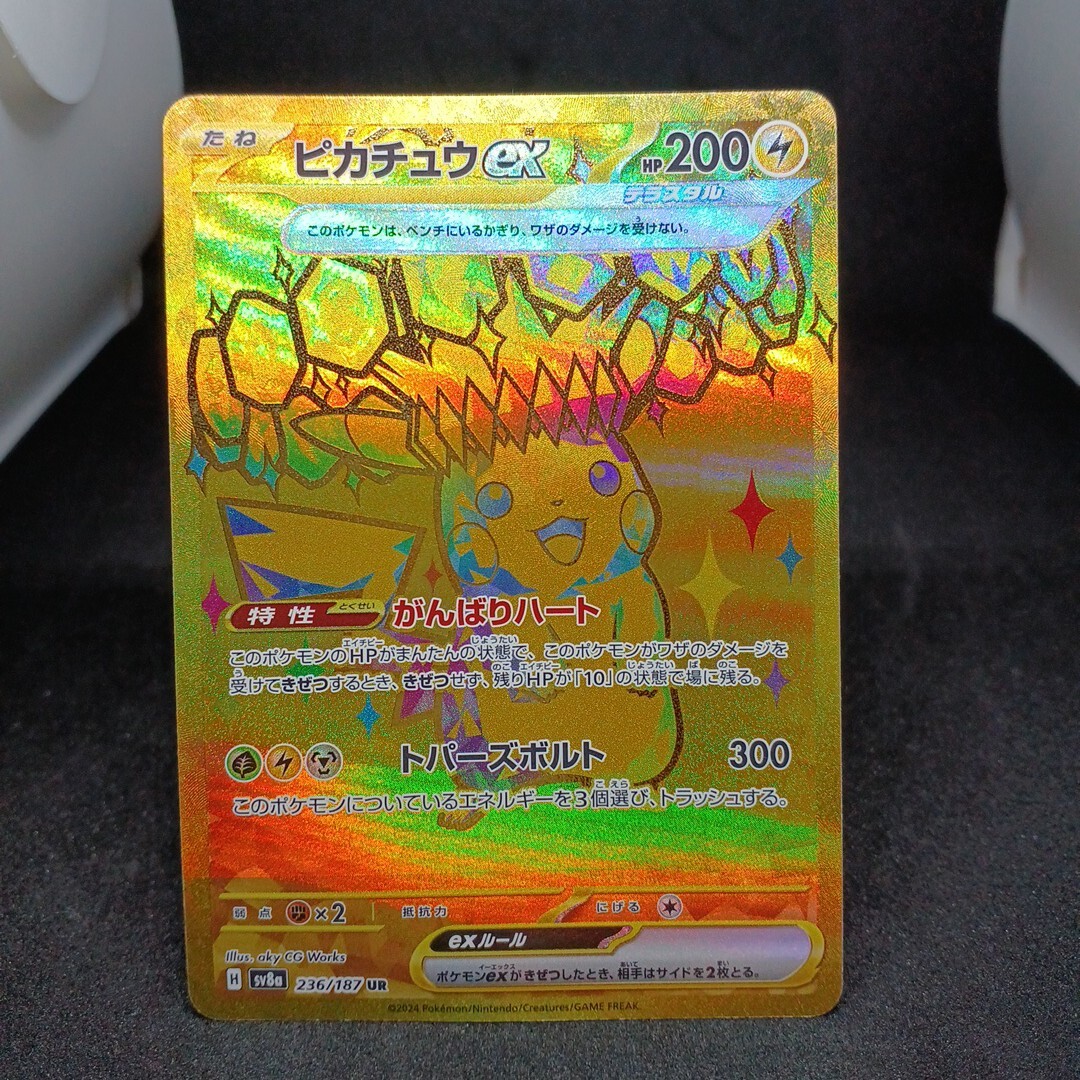 たね
ピカチュウex
HP200
テラスタル
このポケモンは、ベンチにいるかぎり、ワザのダメージを受けない。
特性 とくせい がんばりハート
このポケモンのHPがまんたんの状態で、このポケモンがワザのダメージを
受けてきぜつするとき、きぜつせず、残りHPが「10」の状態で場に残る。
トパーズボルト 300
このポケモンについているエネルギーを3個選び、トラッシュする。
弱点 ×2 抵抗力 にげる
exルール
ポケモンexがきぜつしたとき、相手はサイドを2枚とる。
Illus. aky CG Works
H sv8a 236/187 UR
©2024 Pokémon/Nintendo/Creatures/GAME FREAK.